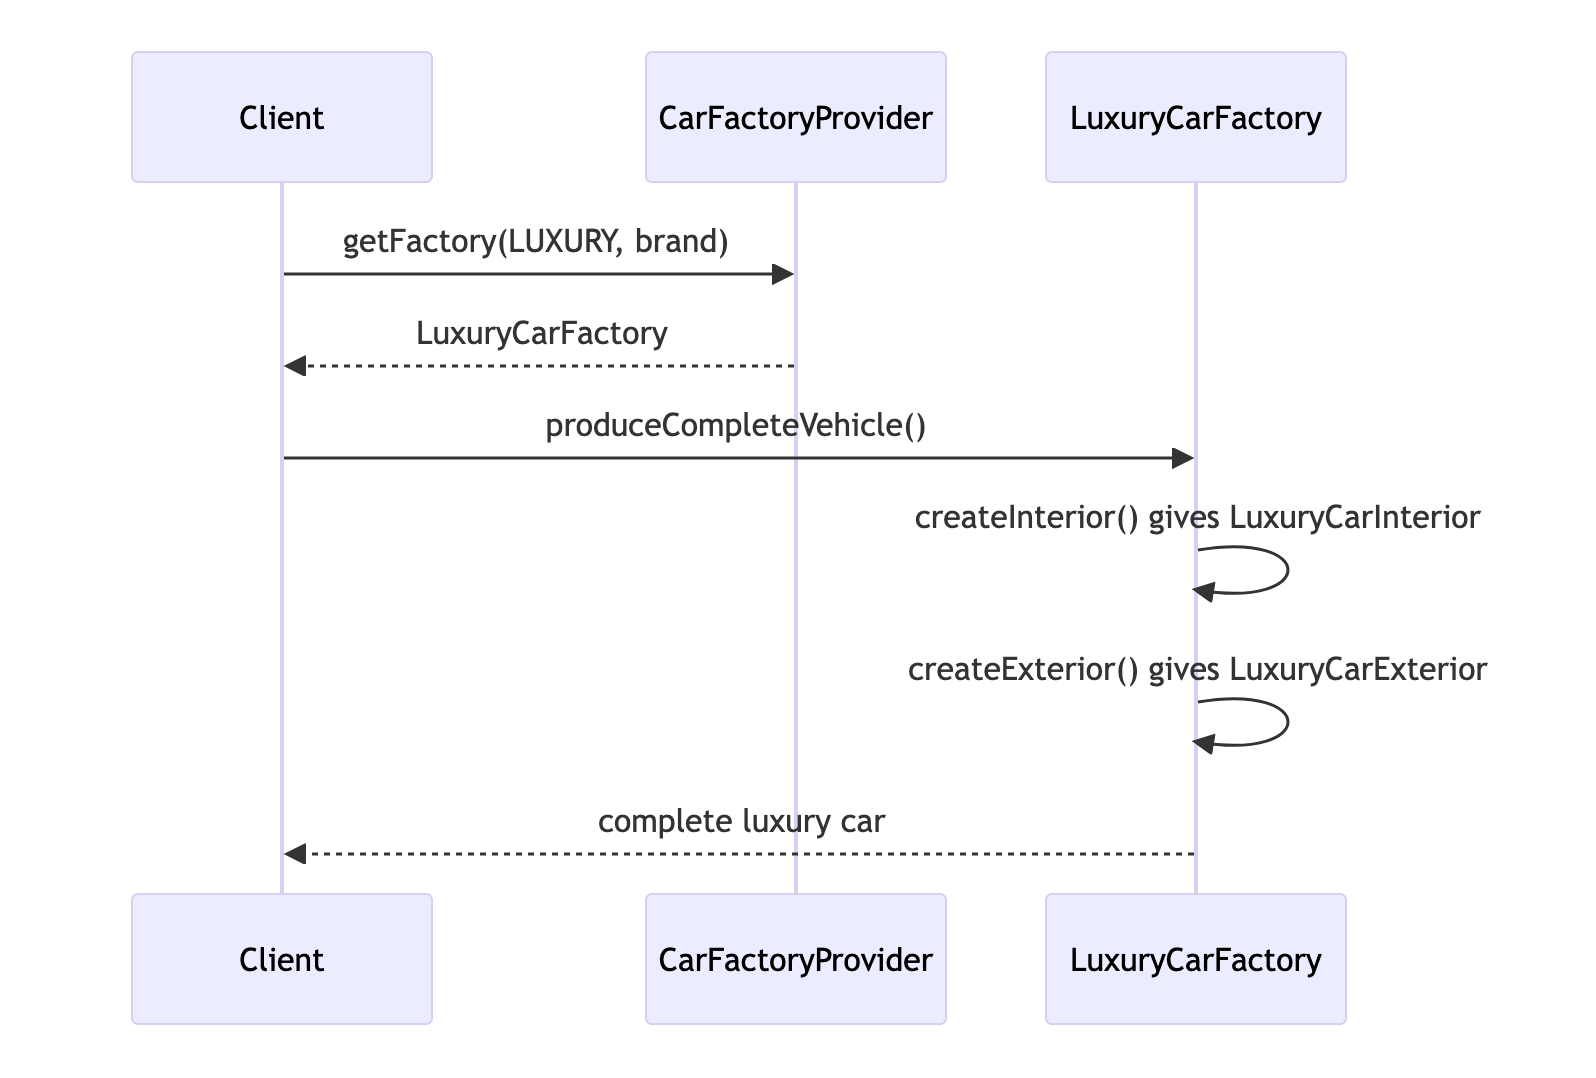 Client
CarFactoryProvider
LuxuryCarFactory
getFactory(LUXURY, brand)
LuxuryCarFactory
produceCompleteVehicle()
createInterior() gives LuxuryCarInterior
createExterior() gives LuxuryCarExterior
complete luxury car
Client
CarFactoryProvider
LuxuryCarFactory